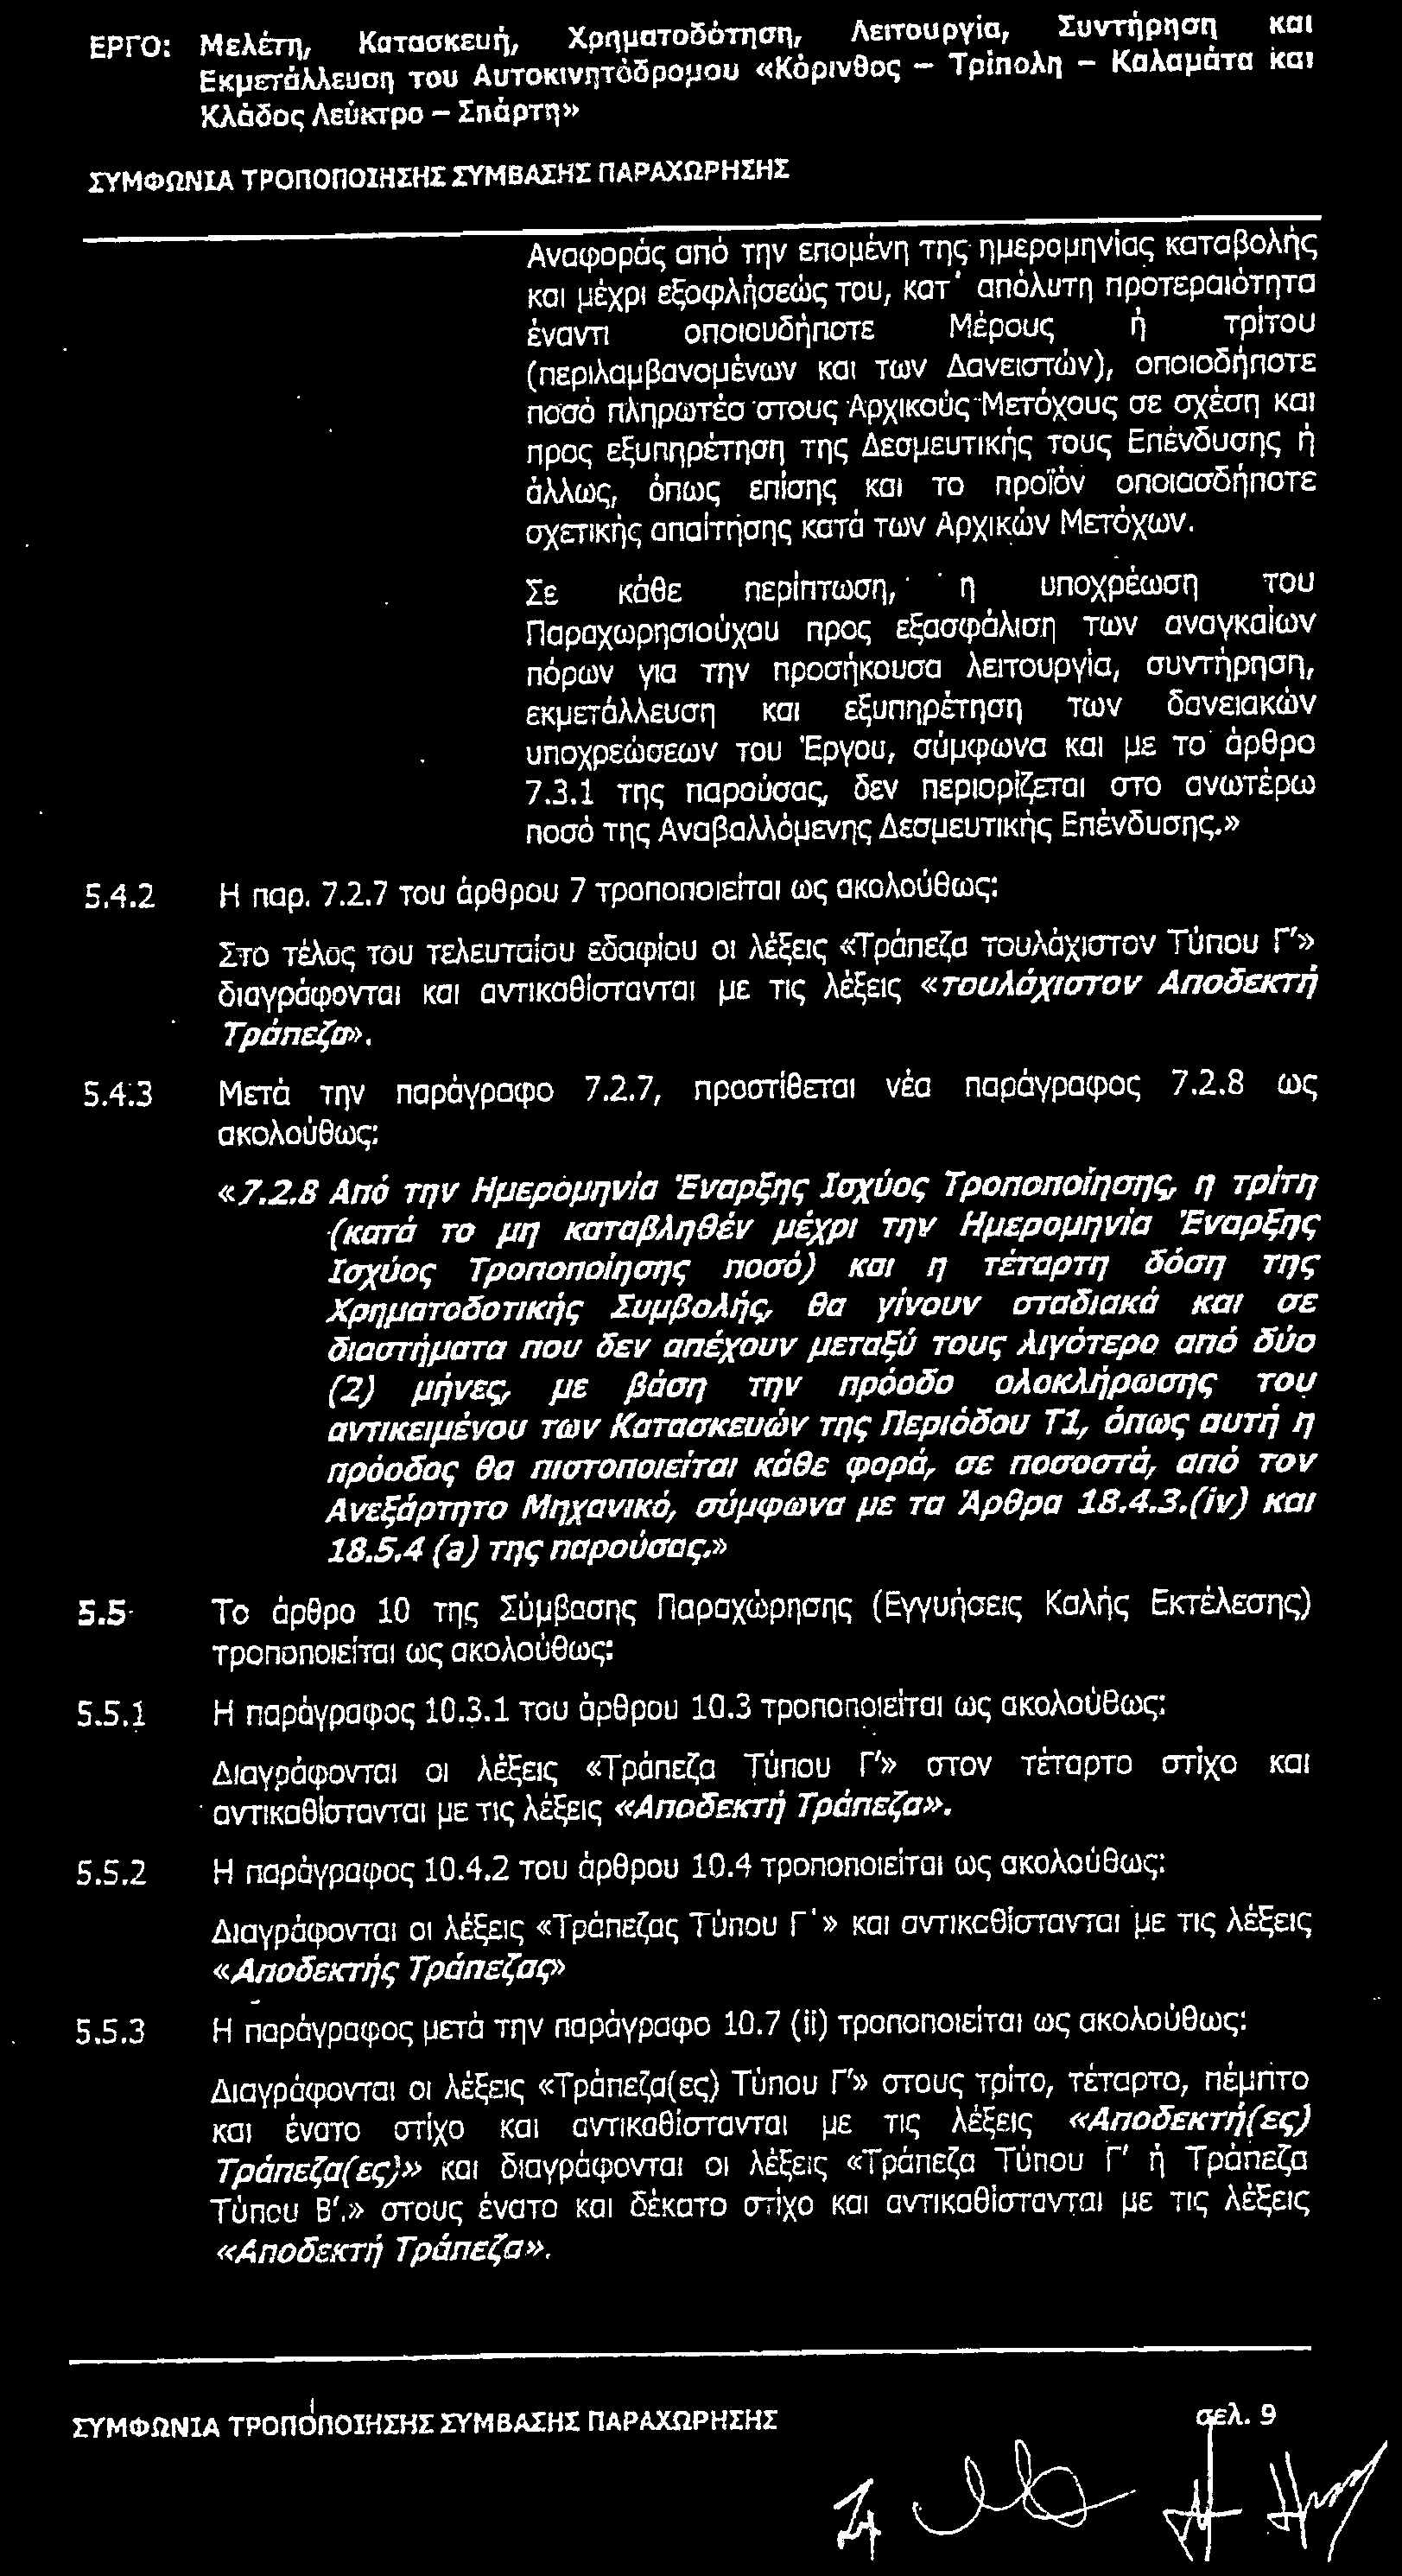 ΕΡΓΟ: Μελέτη, Κατασκευή, Χρηματοδότηση, Λειτουργία, Συντήρηση και
Εκμετάλλευση του Αυτοκινητόδρομου «Κόρινθος – Τρίπολη – Καλαμάτα και
Κλάδος Λεύκτρο – Σπάρτη»
ΣΥΜΦΩΝΙΑ ΤΡΟΠΟΠΟΙΗΣΗΣ ΣΥΜΒΑΣΗΣ ΠΑΡΑΧΩΡΗΣΗΣ
Αναφοράς από την επομένη της ημερομηνίας καταβολής
και μέχρι εξοφλήσεώς του, κατ' απόλυτη προτεραιότητα
έναντι οποιουδήποτε Μέρους ή τρίτου
(περιλαμβανομένων και των Δανειστών), οποιοδήποτε
ποσό πληρωτέο στους Αρχικούς Μετόχους σε σχέση και
προς εξυπηρέτηση της Δεσμευτικής τους Επένδυσης ή
άλλως, όπως επίσης και το προϊόν οποιασδήποτε
σχετικής απαίτησης κατά των Αρχικών Μετόχων.
Σε κάθε περίπτωση, η υποχρέωση του
Παραχωρησιούχου προς εξασφάλιση των αναγκαίων
πόρων για την προσήκουσα λειτουργία, συντήρηση,
εκμετάλλευση και εξυπηρέτηση των δανειακών
υποχρεώσεων του Έργου, σύμφωνα και με το άρθρο
7.3.1 της παρούσας, δεν περιορίζεται στο ανωτέρω
ποσό της Αναβαλλόμενης Δεσμευτικής Επένδυσης.»
5.4.2 Η παρ. 7.2.7 του άρθρου 7 τροποποιείται ως ακολούθως:
Στο τέλος του τελευταίου εδαφίου οι λέξεις «Τράπεζα τουλάχιστον Τύπου Γ'»
διαγράφονται και αντικαθίστανται με τις λέξεις «τουλάχιστον Αποδεκτή
Τράπεζα».
5.4.3 Μετά την παράγραφο 7.2.7, προστίθεται νέα παράγραφος 7.2.8 ως
ακολούθως:
«7.2.8 Από την Ημερομηνία Έναρξης Ισχύος Τροποποίησης, η τρίτη
(κατά το μη καταβληθέν μέχρι την Ημερομηνία Έναρξης
Ισχύος Τροποποίησης ποσό) και η τέταρτη δόση της
Χρηματοδοτικής Συμβολής, θα γίνουν σταδιακά και σε
διαστήματα που δεν απέχουν μεταξύ τους λιγότερο από δύο
(2) μήνες, με βάση την πρόοδο ολοκλήρωσης του
αντικειμένου των Κατασκευών της Περιόδου Τ1, όπως αυτή η
πρόοδος θα πιστοποιείται κάθε φορά, σε ποσοστά, από τον
Ανεξάρτητο Μηχανικό, σύμφωνα με τα Άρθρα 18.4.3.(iv) και
18.5.4 (a) της παρούσας.»
5.5 Το άρθρο 10 της Σύμβασης Παραχώρησης (Εγγυήσεις Καλής Εκτέλεσης)
τροποποιείται ως ακολούθως:
5.5.1 Η παράγραφος 10.3.1 του άρθρου 10.3 τροποποιείται ως ακολούθως:
Διαγράφονται οι λέξεις «Τράπεζα Τύπου Γ'» στον τέταρτο στίχο και
αντικαθίστανται με τις λέξεις «Αποδεκτή Τράπεζα».
5.5.2 Η παράγραφος 10.4.2 του άρθρου 10.4 τροποποιείται ως ακολούθως:
Διαγράφονται οι λέξεις «Τράπεζας Τύπου Γ'» και αντικαθίστανται με τις λέξεις
«Αποδεκτής Τράπεζας»
5.5.3 Η παράγραφος μετά την παράγραφο 10.7 (ii) τροποποιείται ως ακολούθως:
Διαγράφονται οι λέξεις «Τράπεζα(ες) Τύπου Γ'» στους τρίτο, τέταρτο, πέμπτο
και ένατο στίχο και αντικαθίστανται με τις λέξεις «Αποδεκτή(ες)
Τράπεζα(ες)» και διαγράφονται οι λέξεις «Τράπεζα Τύπου Γ' ή Τράπεζα
Τύπου Β'.» στους ένατο και δέκατο στίχο και αντικαθίστανται με τις λέξεις
«Αποδεκτή Τράπεζα».
ΣΥΜΦΩΝΙΑ ΤΡΟΠΟΠΟΙΗΣΗΣ ΣΥΜΒΑΣΗΣ ΠΑΡΑΧΩΡΗΣΗΣ σελ. 9